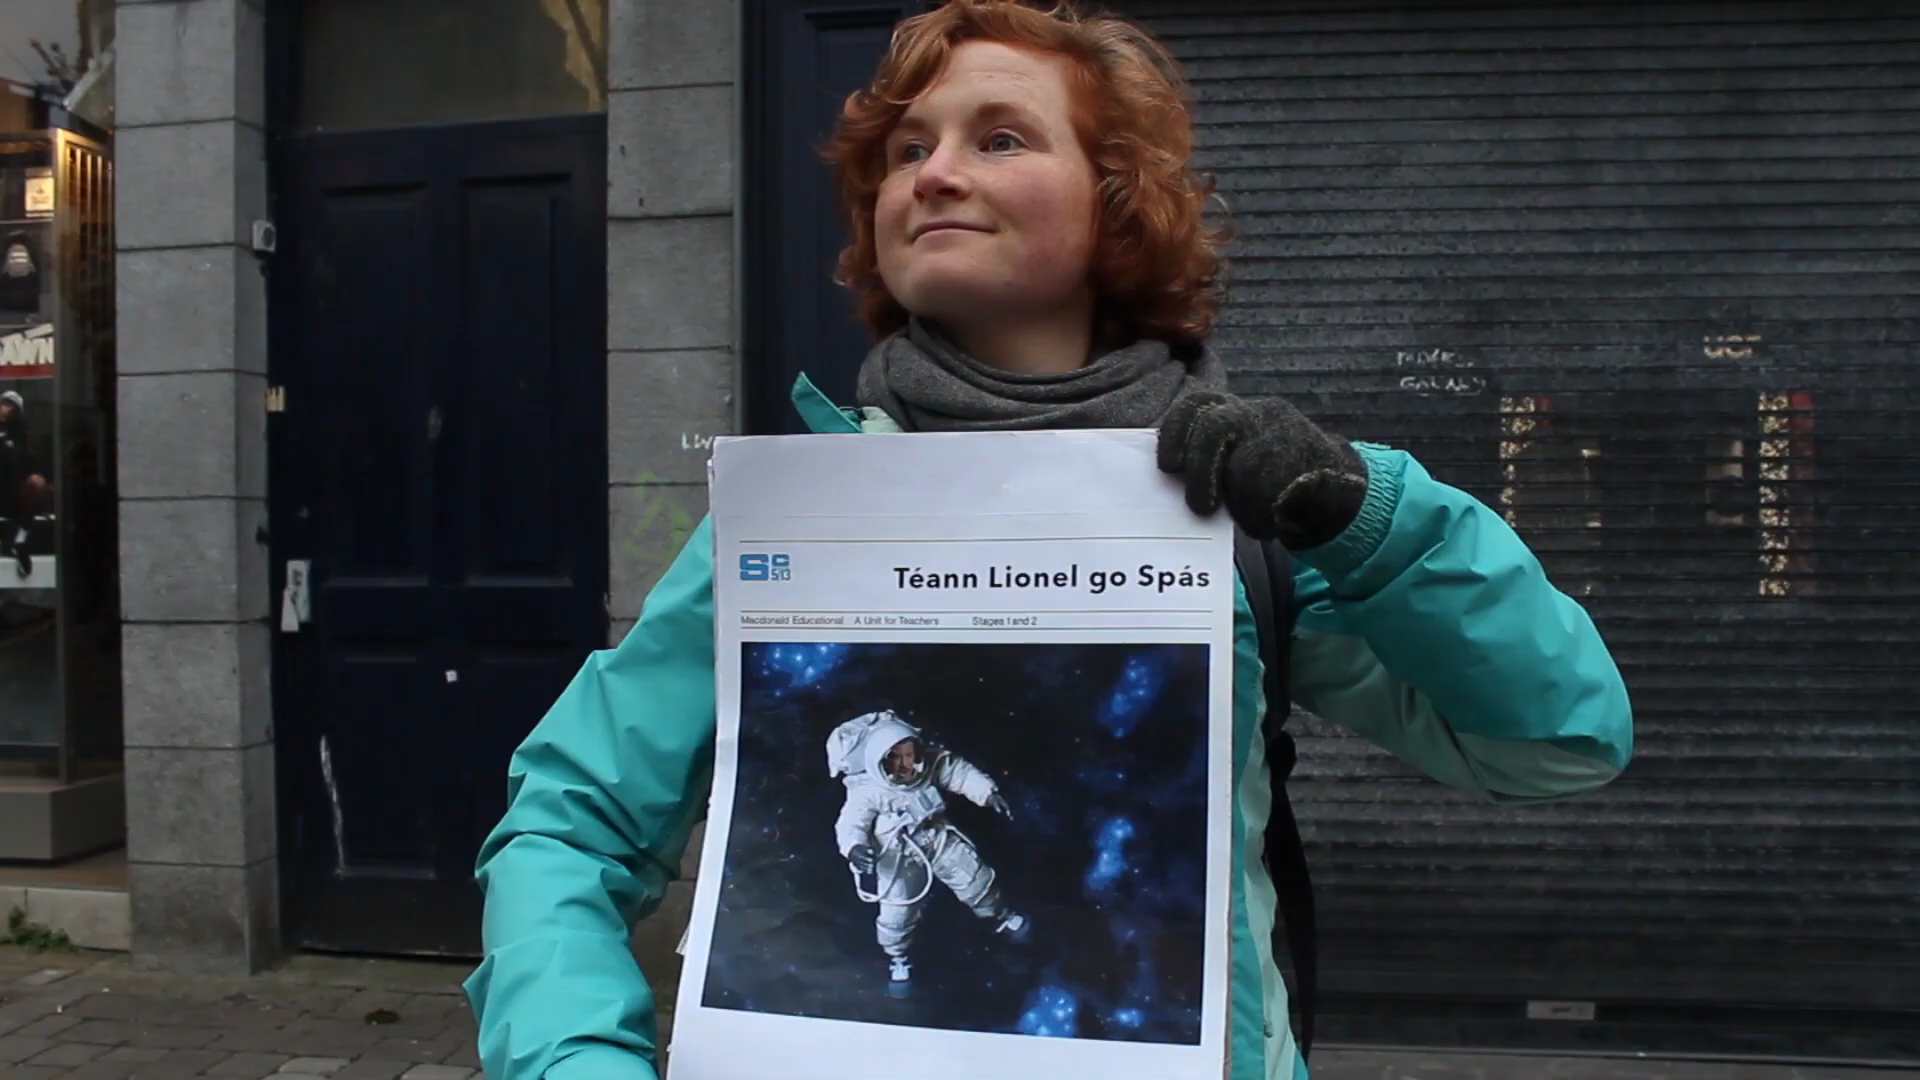 Sc
5/13
Téann Lionel go Spás
Macdonald Educational A Unit for Teachers Stages 1 and 2